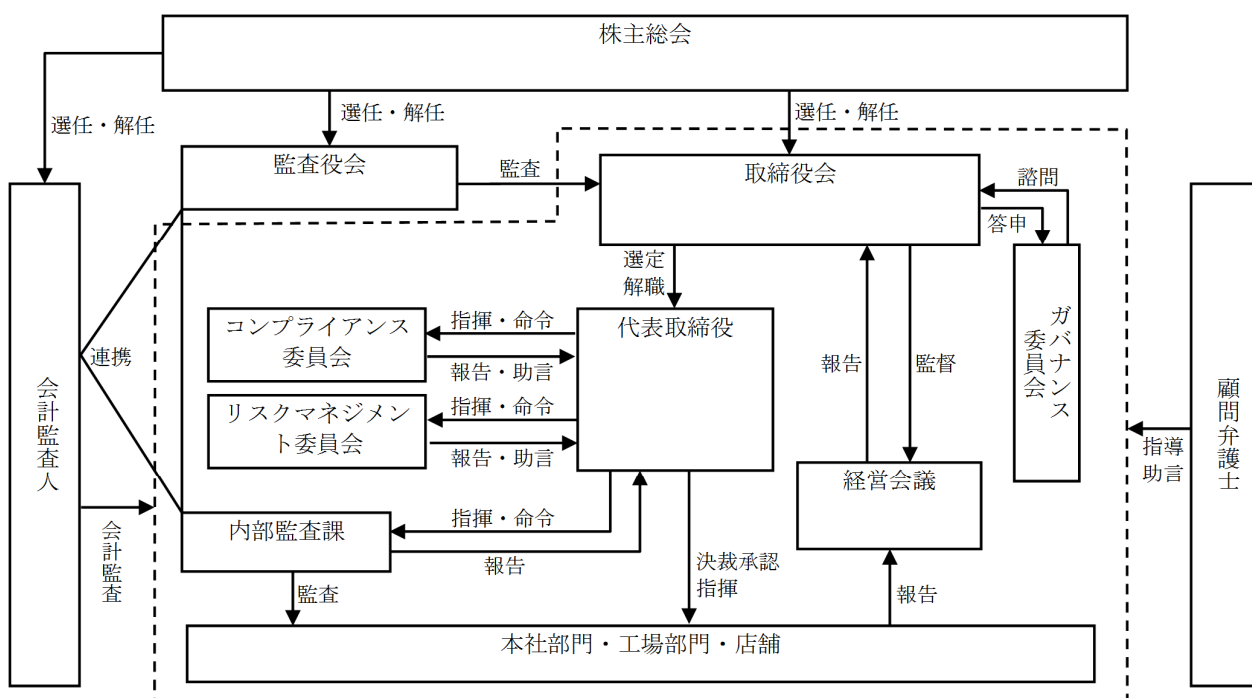 株主総会
選任・解任
選任・解任
選任・解任
監査役会
監査
取締役会
諮問
答申
選定
解職
ガバナンス
委員会
コンプライアンス
委員会
指揮・命令
報告・助言
代表取締役
報告
監督
連携
リスクマネジメン
ト委員会
指揮・命令
報告・助言
会計監査人
顧問弁護士
指導
助言
経営会議
会計監査
内部監査課
指揮・命令
報告
決裁承認
指揮
監査
報告
本社部門・工場部門・店舗